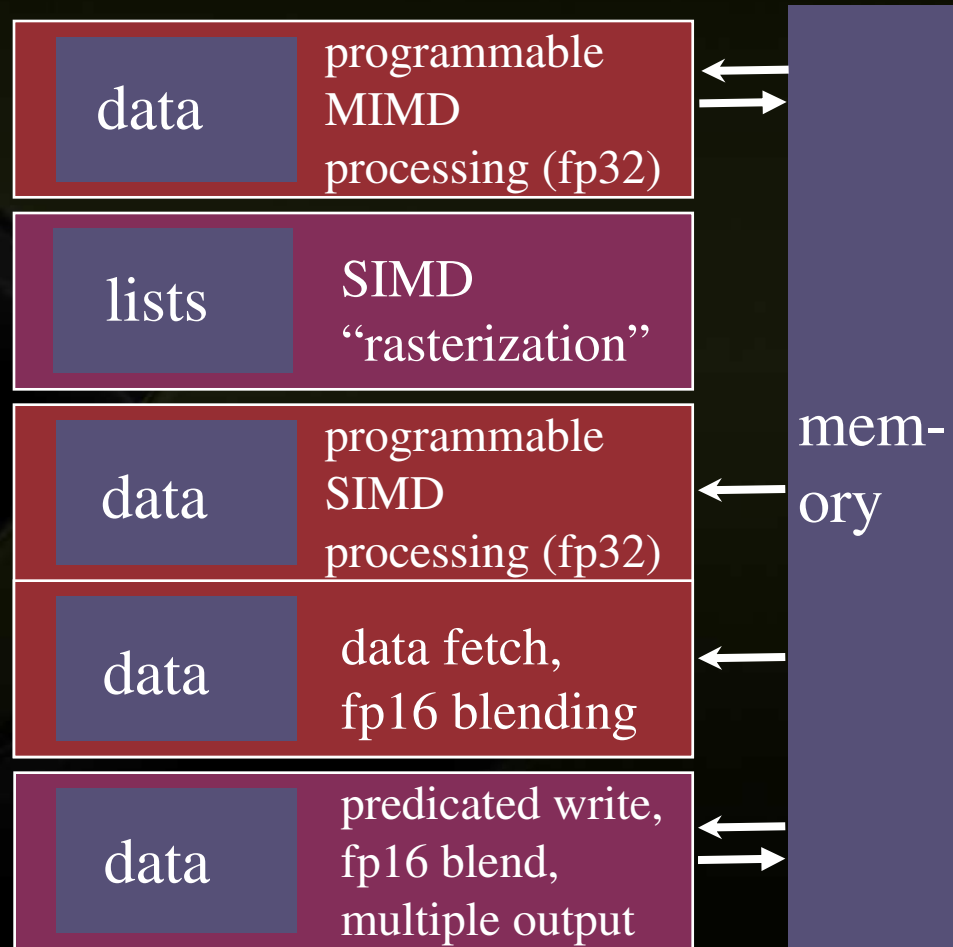 data
programmable
MIMD
processing (fp32)
lists
SIMD
“rasterization”
data
programmable
SIMD
processing (fp32)
data
data fetch,
fp16 blending
data
predicated write,
fp16 blend,
multiple output
mem-
ory